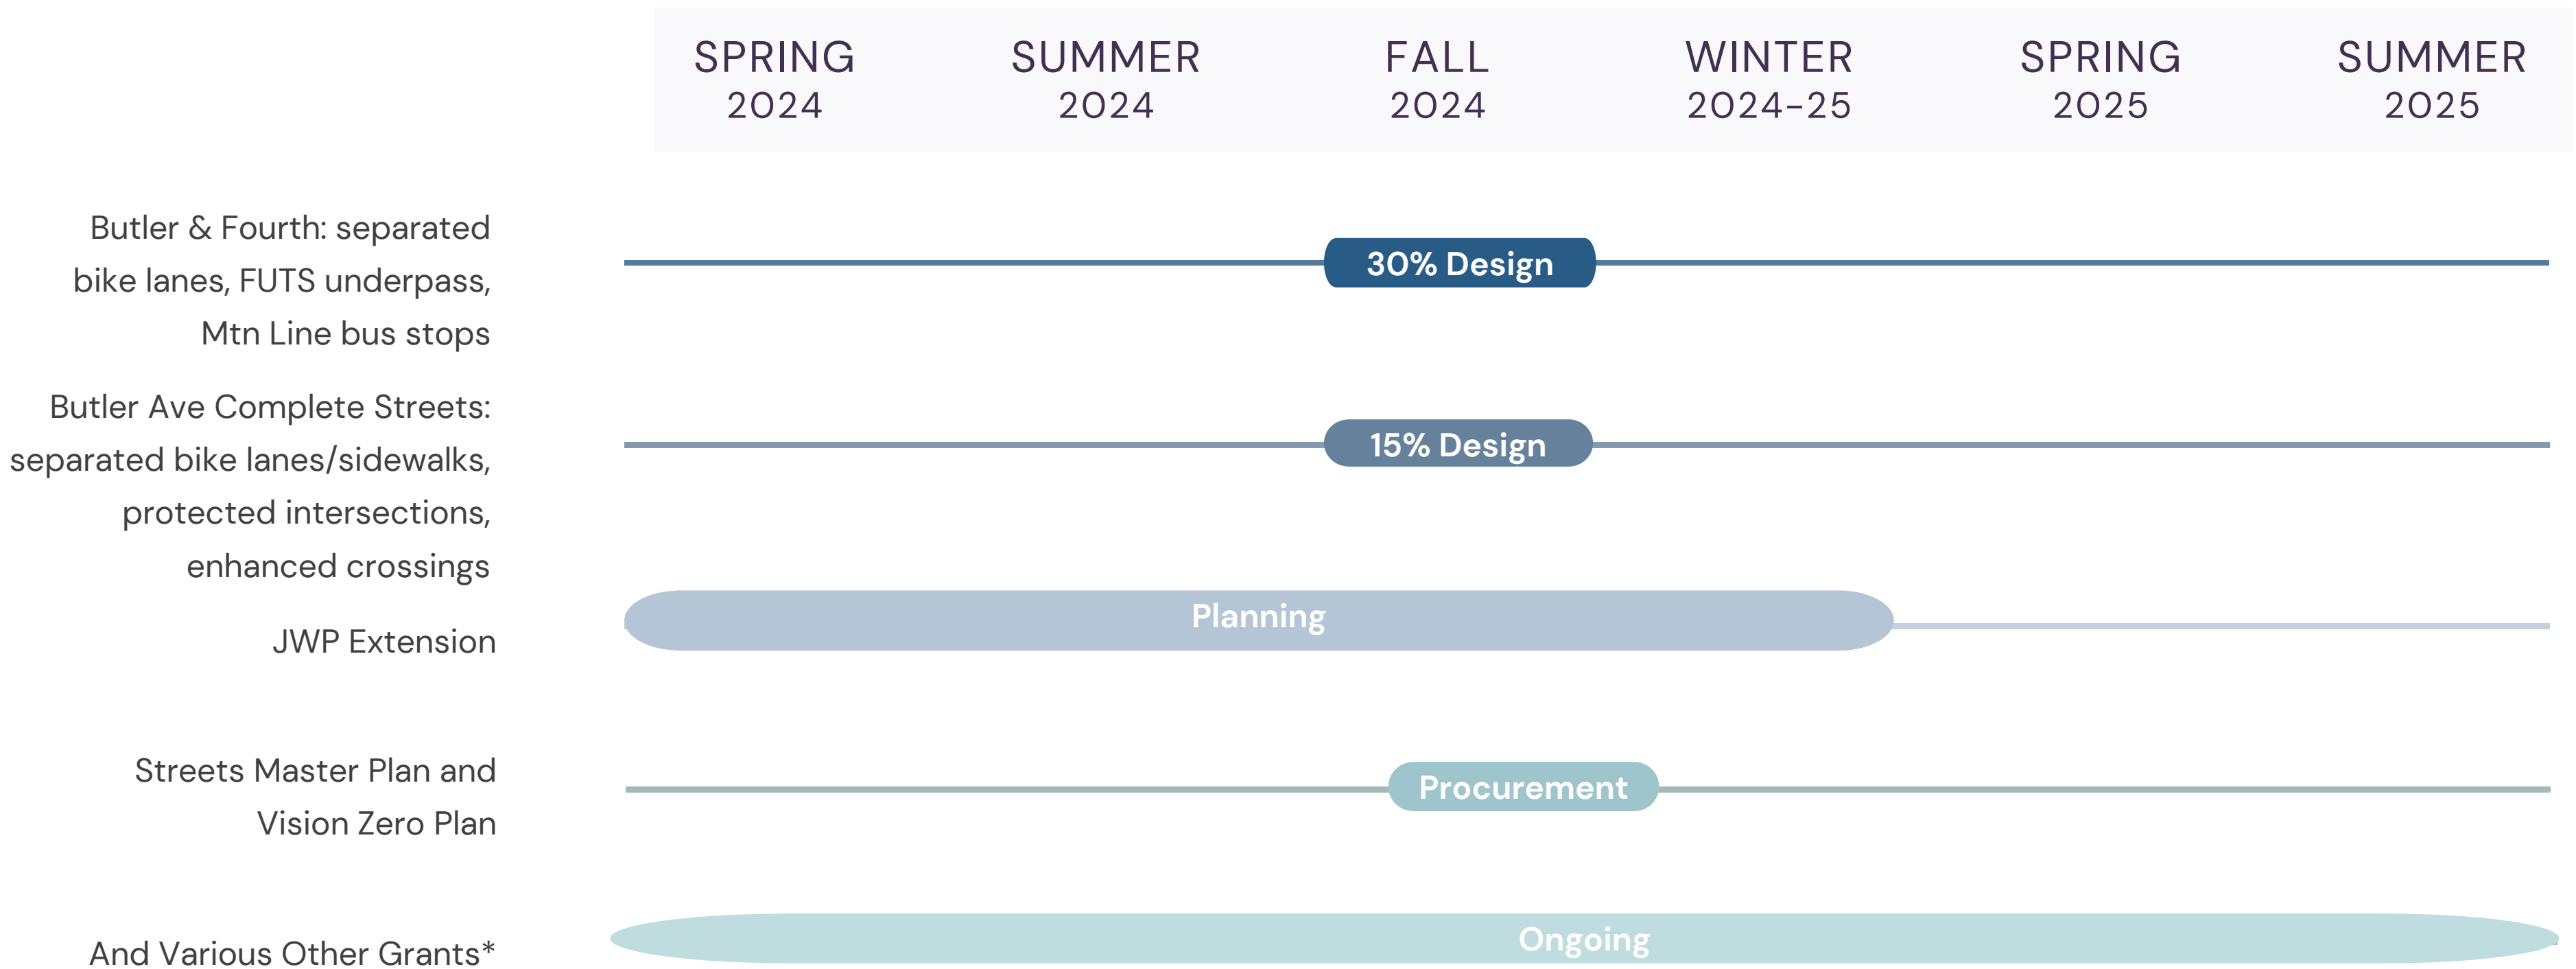 SPRING SUMMER FALL WINTER SPRING SUMMER
2024 2024 2024 2024-25 2025 2025
Butler & Fourth: separated
bike lanes, FUTS underpass,
Mtn Line bus stops
30% Design
Butler Ave Complete Streets:
separated bike lanes/sidewalks,
protected intersections,
enhanced crossings
15% Design
JWP Extension
Planning
Streets Master Plan and
Vision Zero Plan
Procurement
And Various Other Grants*
Ongoing